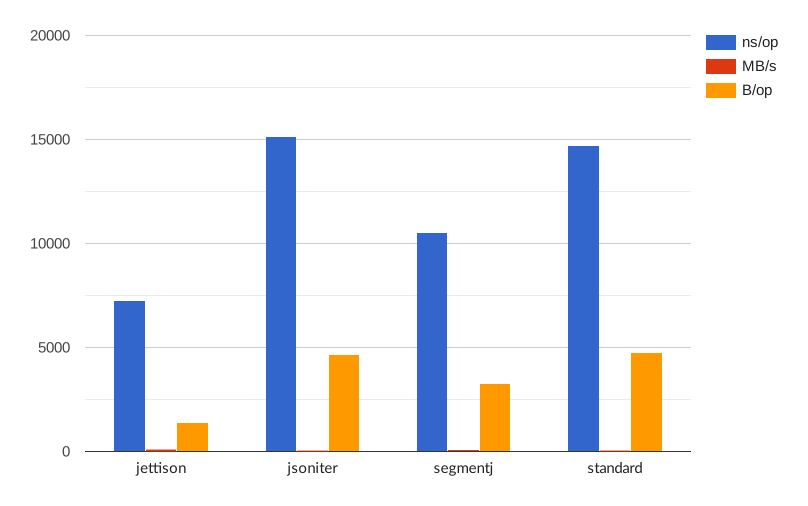 20000
15000
10000
5000
0
jettison
jsoniter
segmentj
standard
ns/op
MB/s
B/op